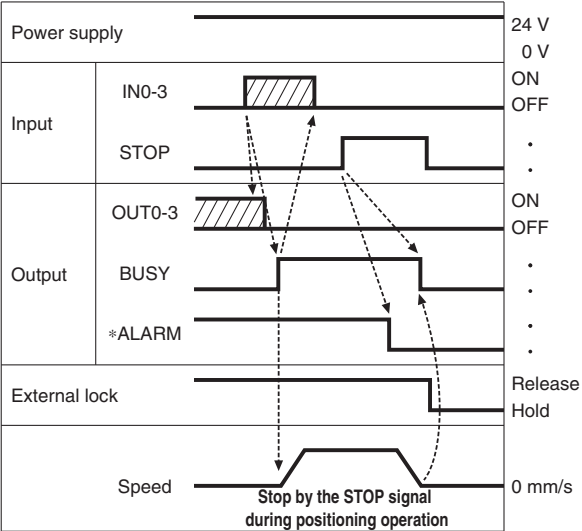 Power supply
24 V
0 V
Input
IN0-3
ON
OFF
STOP
Output
OUT0-3
ON
OFF
BUSY
*ALARM
External lock
Release
Hold
Speed
0 mm/s
Stop by the STOP signal
during positioning operation